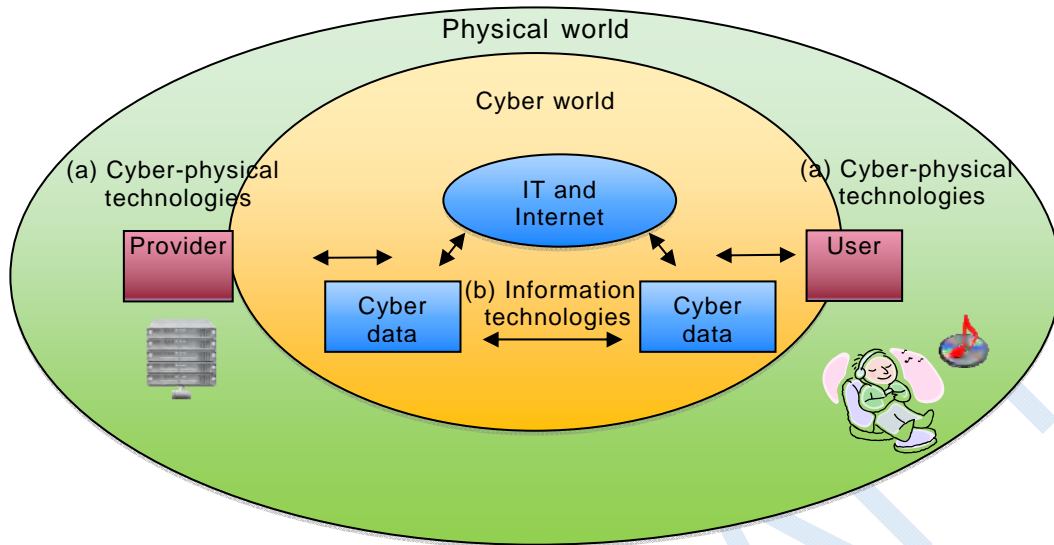 Physical world
Cyber world
(a) Cyber-physical
technologies
(a) Cyber-physical
technologies
IT and
Internet
Provider
User
(b) Information
technologies
Cyber
data
Cyber
data